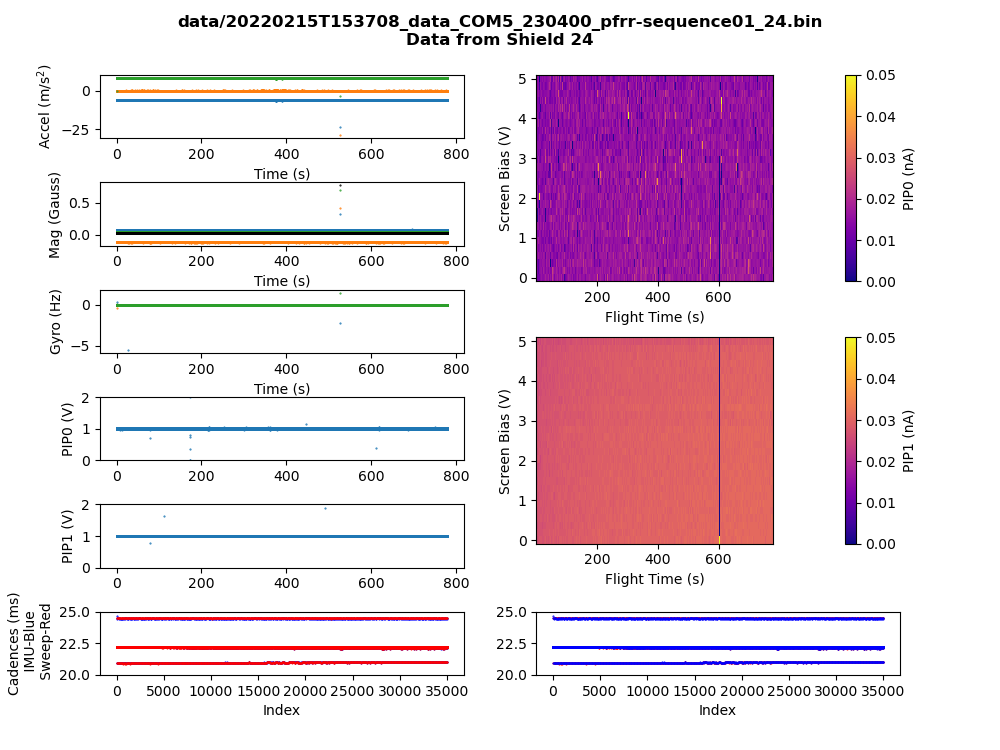 data/20220215T153708_data_COM5_230400_pfrr-sequence01_24.bin
Data from Shield 24
Accel (m/s²)
0
−25
0 200 400 600 800
Time (s)
Mag (Gauss)
0.5
0.0
0 200 400 600 800
Time (s)
Gyro (Hz)
0
−5
0 200 400 600 800
Time (s)
PIP0 (V)
2
1
0
0 200 400 600 800
PIP1 (V)
2
1
0
0 200 400 600 800
Cadences (ms)
IMU-Blue
Sweep-Red
25.0
22.5
20.0
0 5000 10000 15000 20000 25000 30000 35000
Index
Screen Bias (V)
5
4
3
2
1
0
200 400 600
Flight Time (s)
0.05
0.04
0.03
0.02
0.01
0.00
PIP0 (nA)
Screen Bias (V)
5
4
3
2
1
0
200 400 600
Flight Time (s)
0.05
0.04
0.03
0.02
0.01
0.00
PIP1 (nA)
25.0
22.5
20.0
0 5000 10000 15000 20000 25000 30000 35000
Index